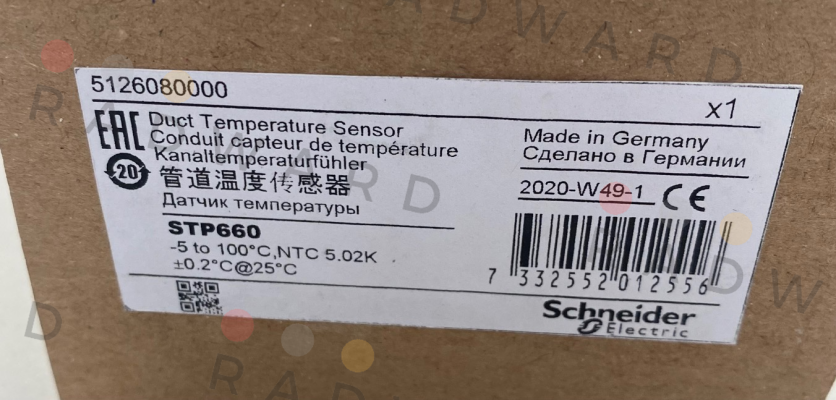 5126080000
x1
EAC
20
Duct Temperature Sensor
Conduit capteur de température
Kanaltemperaturfühler
管道温度传感器
Датчик температуры
Made in Germany
Сделано в Германии
2020-W49-1 CE
STP660
-5 to 100°C,NTC 5.02K
±0.2°C@25°C
7 332552 012556
Schneider
Electric
RADWARD